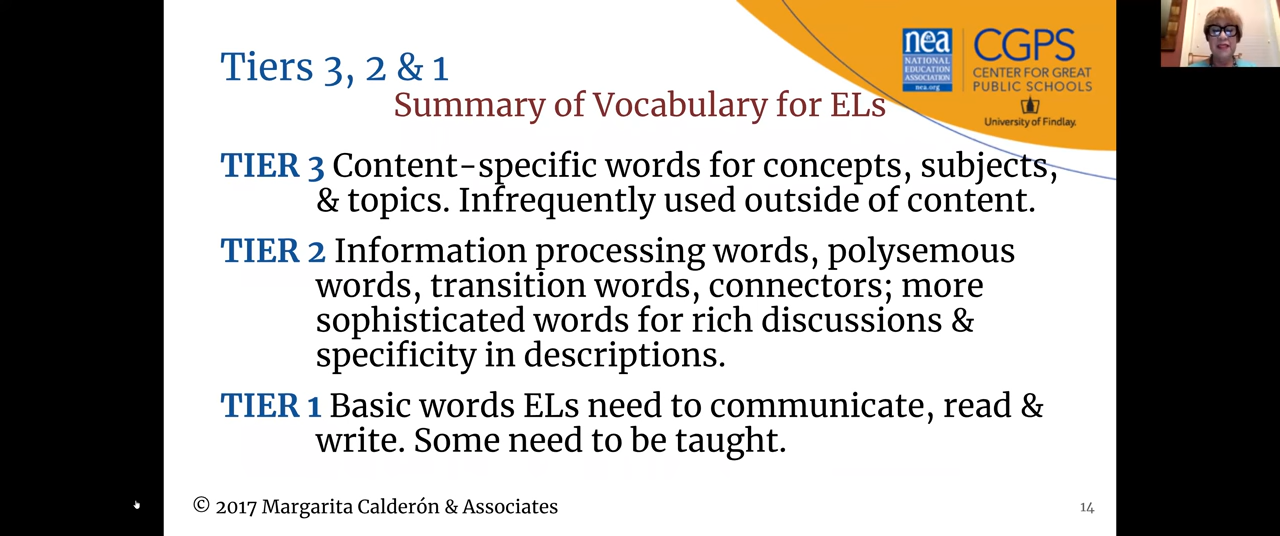 Tiers 3, 2 & 1
Summary of Vocabulary for ELs
nea
NATIONAL
EDUCATION
ASSOCIATION
nea.org
CGPS
CENTER FOR GREAT
PUBLIC SCHOOLS
University of Findlay.
TIER 3 Content-specific words for concepts, subjects,
& topics. Infrequently used outside of content.
TIER 2 Information processing words, polysemous
words, transition words, connectors; more
sophisticated words for rich discussions &
specificity in descriptions.
TIER 1 Basic words ELs need to communicate, read &
write. Some need to be taught.
© 2017 Margarita Calderón & Associates
14